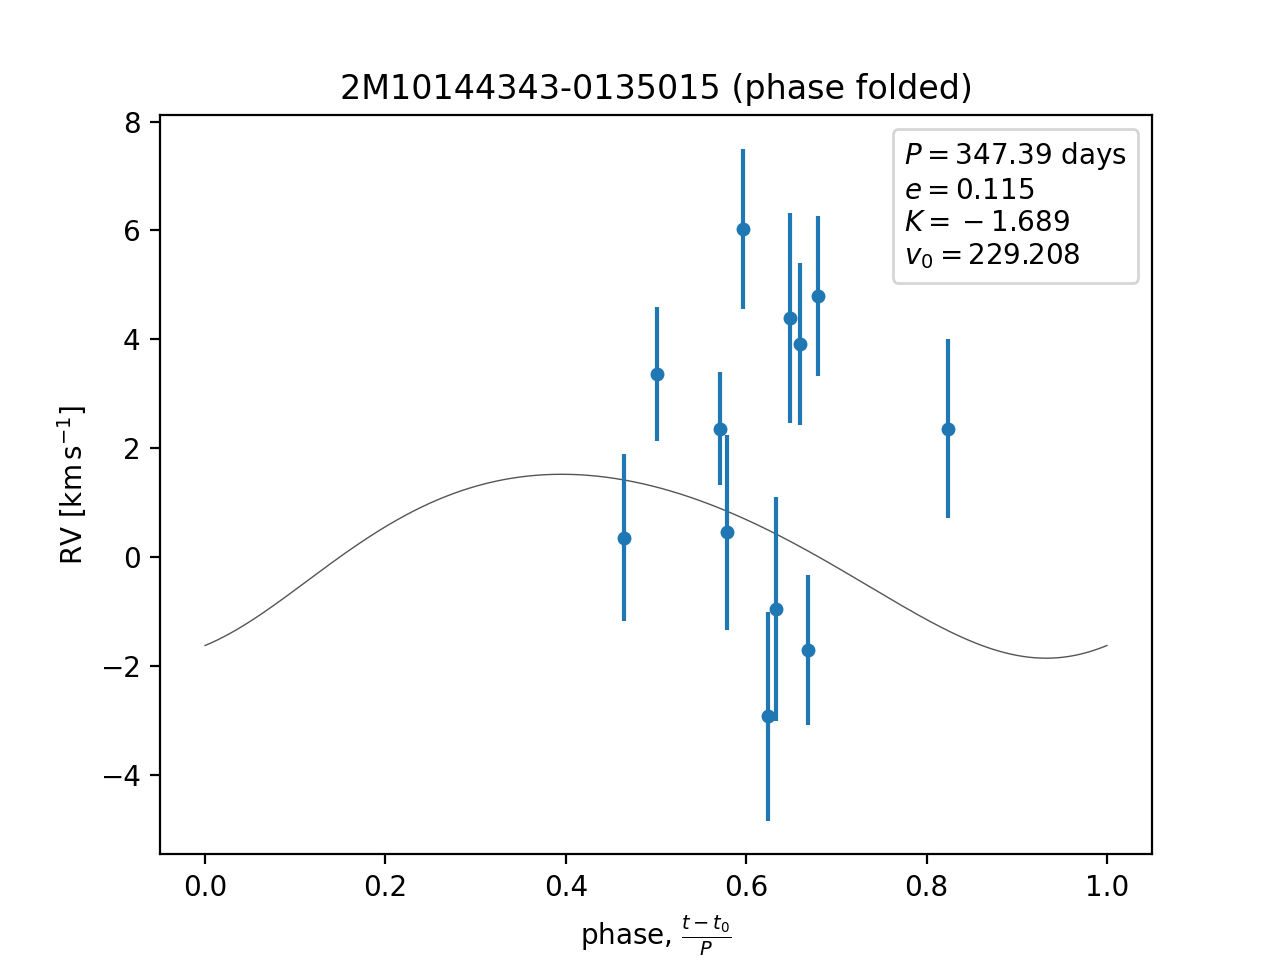 2M10144343-0135015 (phase folded)
P = 347.39 days
e = 0.115
K = −1.689
v₀ = 229.208
RV [km s⁻¹]
8
6
4
2
0
−2
−4
0.0 0.2 0.4 0.6 0.8 1.0
phase, (t − t₀)/P